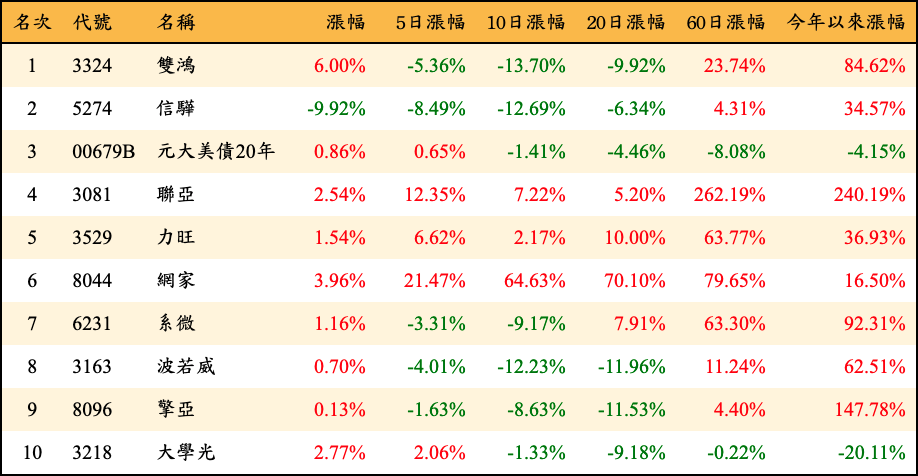 名次 代號 名稱 漲幅 5日漲幅 10日漲幅 20日漲幅 60日漲幅 今年以來漲幅
1 3324 雙鴻 6.00% -5.36% -13.70% -9.92% 23.74% 84.62%
2 5274 信驊 -9.92% -8.49% -12.69% -6.34% 4.31% 34.57%
3 00679B 元大美債20年 0.86% 0.65% -1.41% -4.46% -8.08% -4.15%
4 3081 聯亞 2.54% 12.35% 7.22% 5.20% 262.19% 240.19%
5 3529 力旺 1.54% 6.62% 2.17% 10.00% 63.77% 36.93%
6 8044 網家 3.96% 21.47% 64.63% 70.10% 79.65% 16.50%
7 6231 系微 1.16% -3.31% -9.17% 7.91% 63.30% 92.31%
8 3163 波若威 0.70% -4.01% -12.23% -11.96% 11.24% 62.51%
9 8096 擎亞 0.13% -1.63% -8.63% -11.53% 4.40% 147.78%
10 3218 大學光 2.77% 2.06% -1.33% -9.18% -0.22% -20.11%